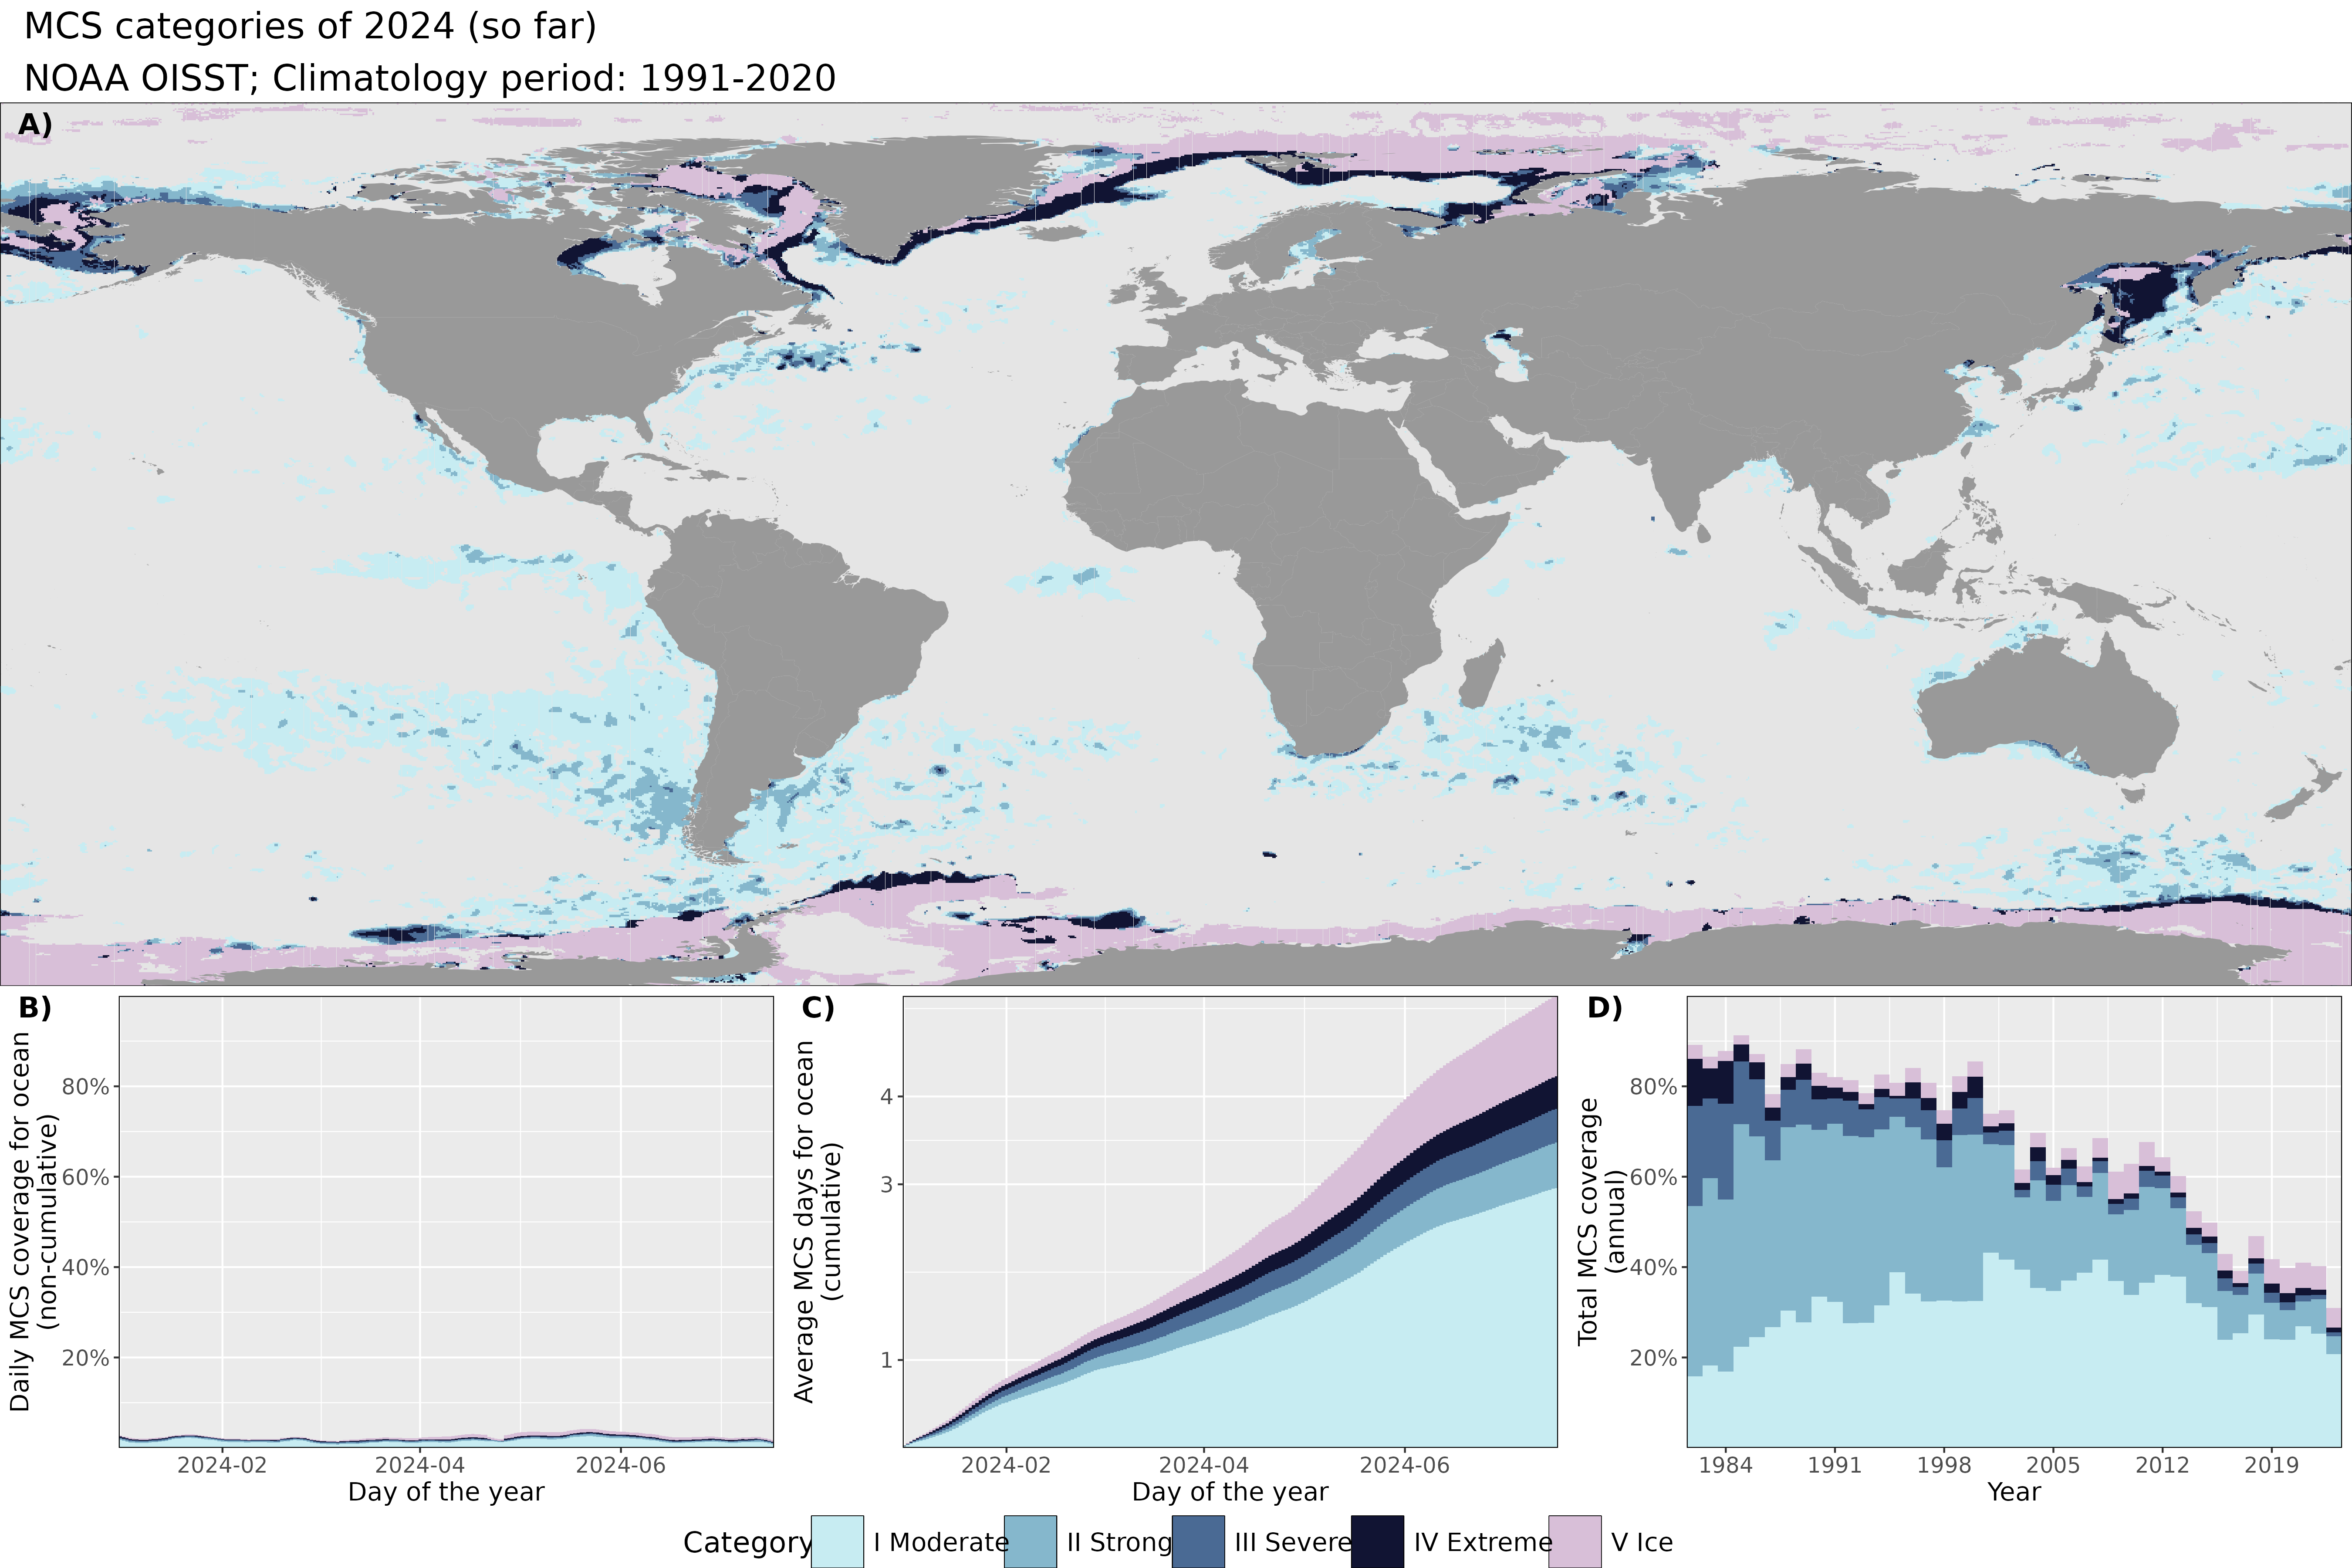 MCS categories of 2024 (so far)
NOAA OISST; Climatology period: 1991-2020
A)
B)
Daily MCS coverage for ocean
(non-cumulative)
80%
60%
40%
20%
2024-02
2024-04
2024-06
Day of the year
C)
Average MCS days for ocean
(cumulative)
4
3
1
2024-02
2024-04
2024-06
Day of the year
D)
Total MCS coverage
(annual)
80%
60%
40%
20%
1984
1991
1998
2005
2012
2019
Year
Category
I Moderate
II Strong
III Severe
IV Extreme
V Ice